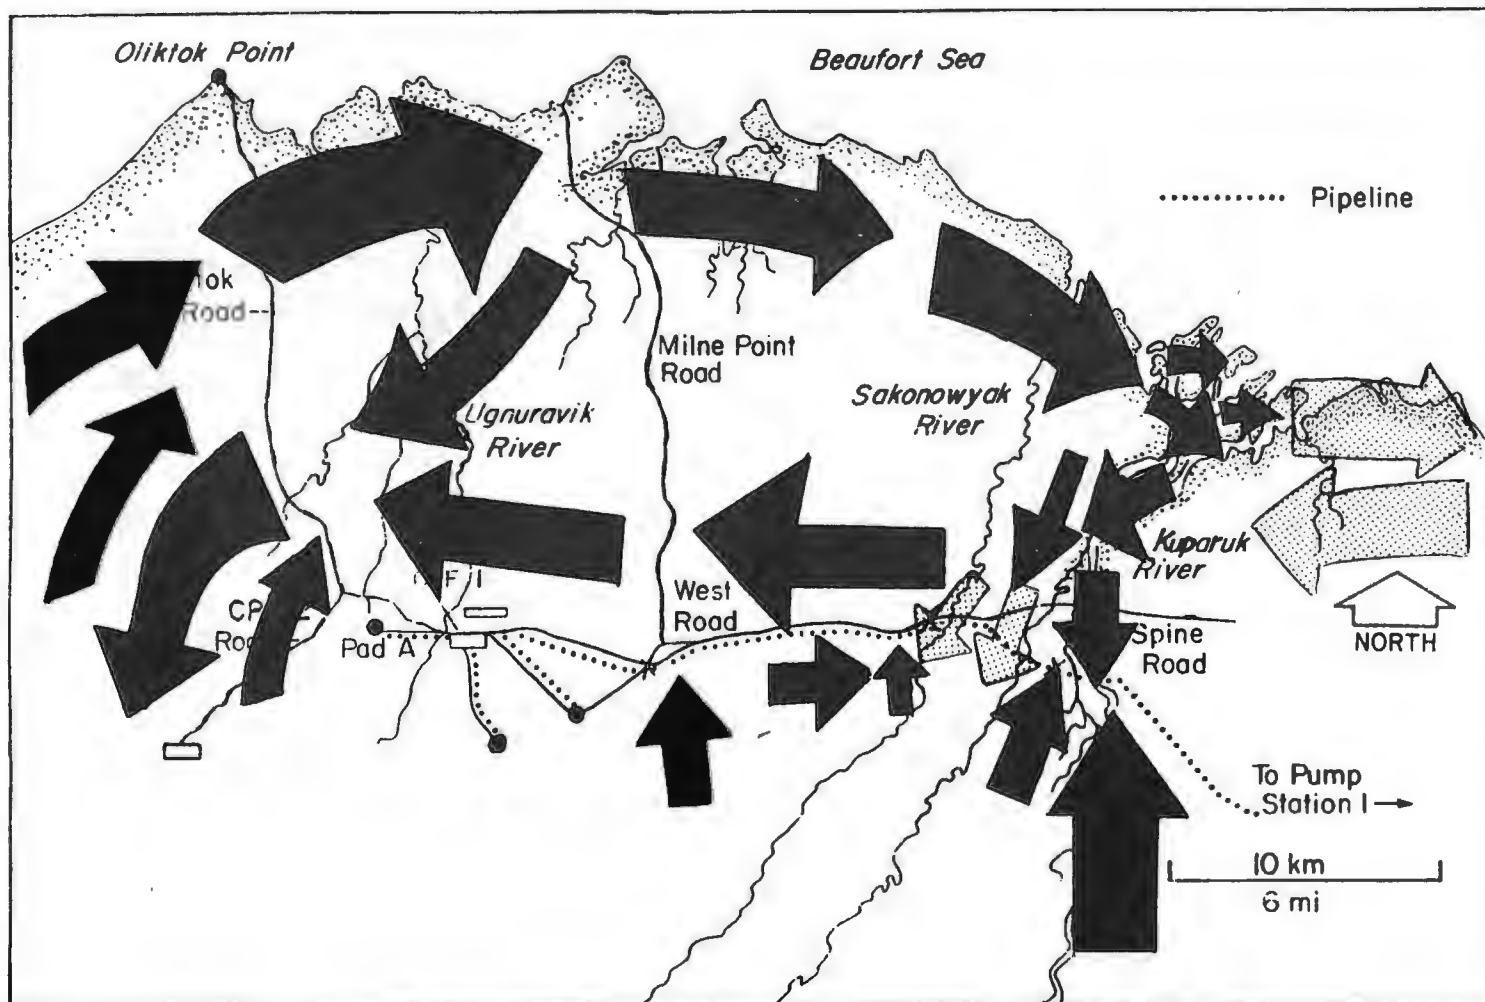 Oliktok Point
Beaufort Sea
Pipeline
Road
Milne Point
Road
Ugnuravik
River
Sakonowyak
River
Kuparuk
River
NORTH
West
Road
Spine
Road
Pad A
To Pump
Station 1
10 km
6 mi